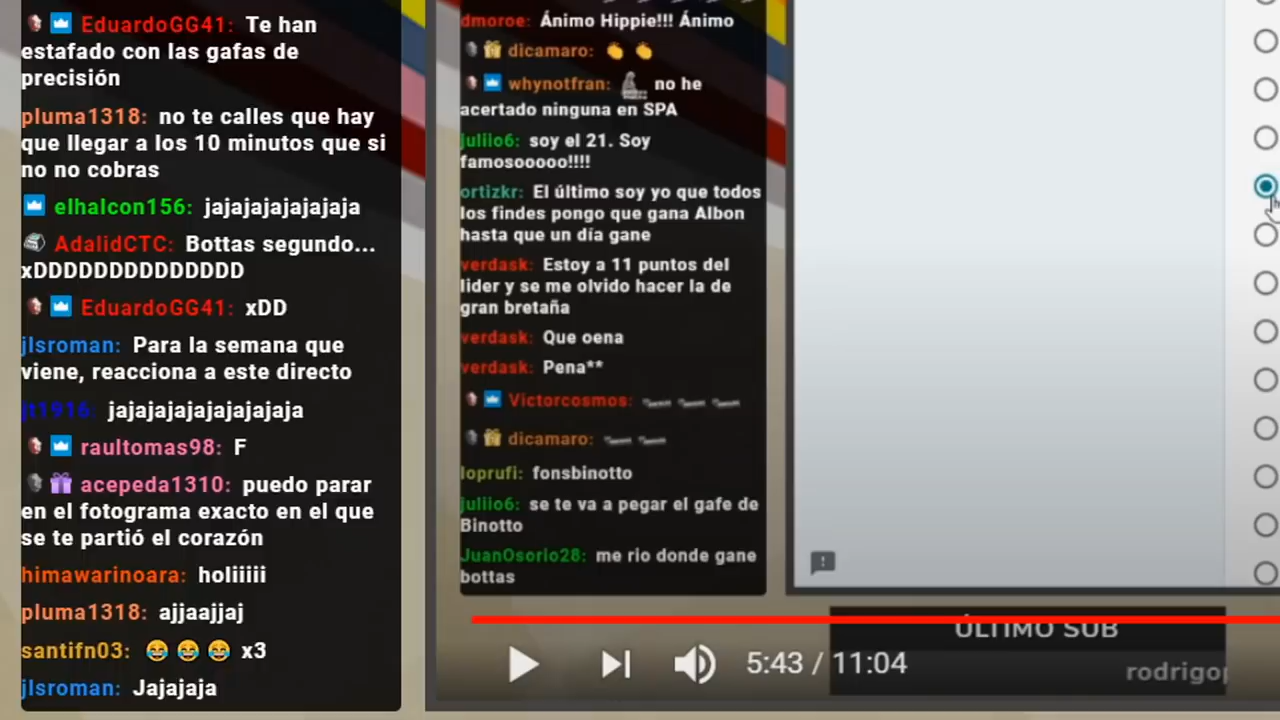 EduardoGG41: Te han
estafado con las gafas de
precisión
pluma1318: no te calles que hay
que llegar a los 10 minutos que si
no no cobras
elhalcon156: jajajajajajajaja
AdalidCTC: Bottas segundo...
xDDDDDDDDDDDDDD
EduardoGG41: xDD
jlsroman: Para la semana que
viene, reacciona a este directo
jt1916: jajajajajajajajaja
raultomas98: F
acepeda1310: puedo parar
en el fotograma exacto en el que
se te partió el corazón
himawarinoara: holiiiii
pluma1318: ajjaajjaj
santifn03: 😂 😂 😂 x3
jlsroman: Jajajaja
dmoroe: Ánimo Hippie!!! Ánimo
dicamaro: 👏 👏
whynotfran: no he
acertado ninguna en SPA
juliio6: soy el 21. Soy
famosooooo!!!!
ortizkr: El último soy yo que todos
los findes pongo que gana Albon
hasta que un día gane
verdask: Estoy a 11 puntos del
lider y se me olvido hacer la de
gran bretaña
verdask: Que oena
verdask: Pena**
Victorcosmos:
dicamaro:
loprufi: fonsbinotto
juliio6: se te va a pegar el gafe de
Binotto
JuanOsorio28: me rio donde gane
bottas
ÚLTIMO SUB
5:43 / 11:04